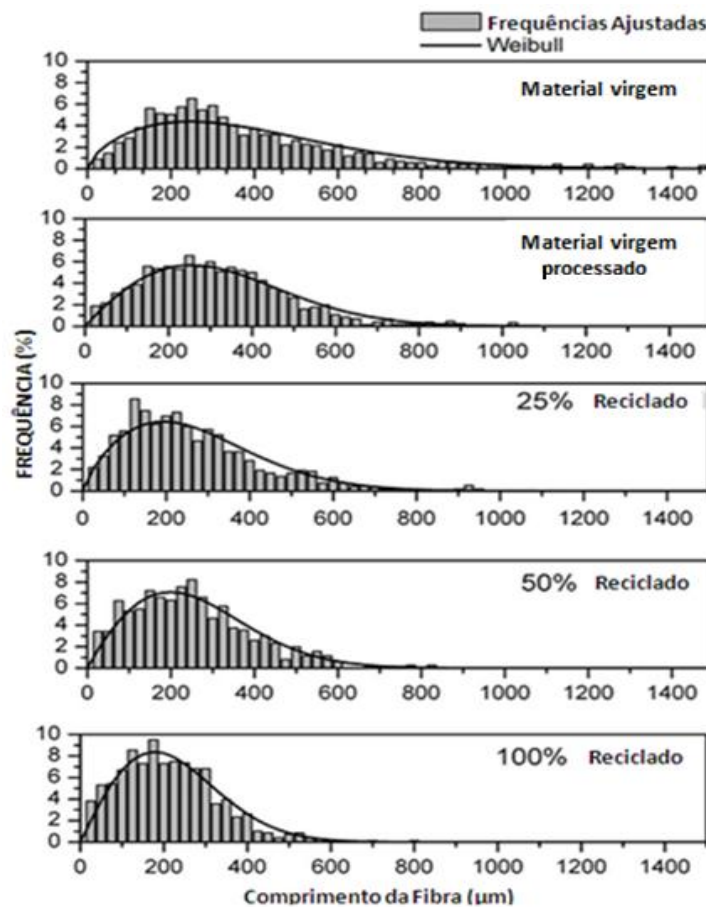 Frequências Ajustadas
Weibull
Material virgem
10
8
6
4
2
0
0 200 400 600 800 1000 1200 1400
Material virgem
processado
10
8
6
4
2
0
0 200 400 600 800 1000 1200 1400
FREQUÊNCIA (%)
25% Reciclado
10
8
6
4
2
0
0 200 400 600 800 1000 1200 1400
50% Reciclado
10
8
6
4
2
0
0 200 400 600 800 1000 1200 1400
100% Reciclado
10
8
6
4
2
0
0 200 400 600 800 1000 1200 1400
Comprimento da Fibra (µm)